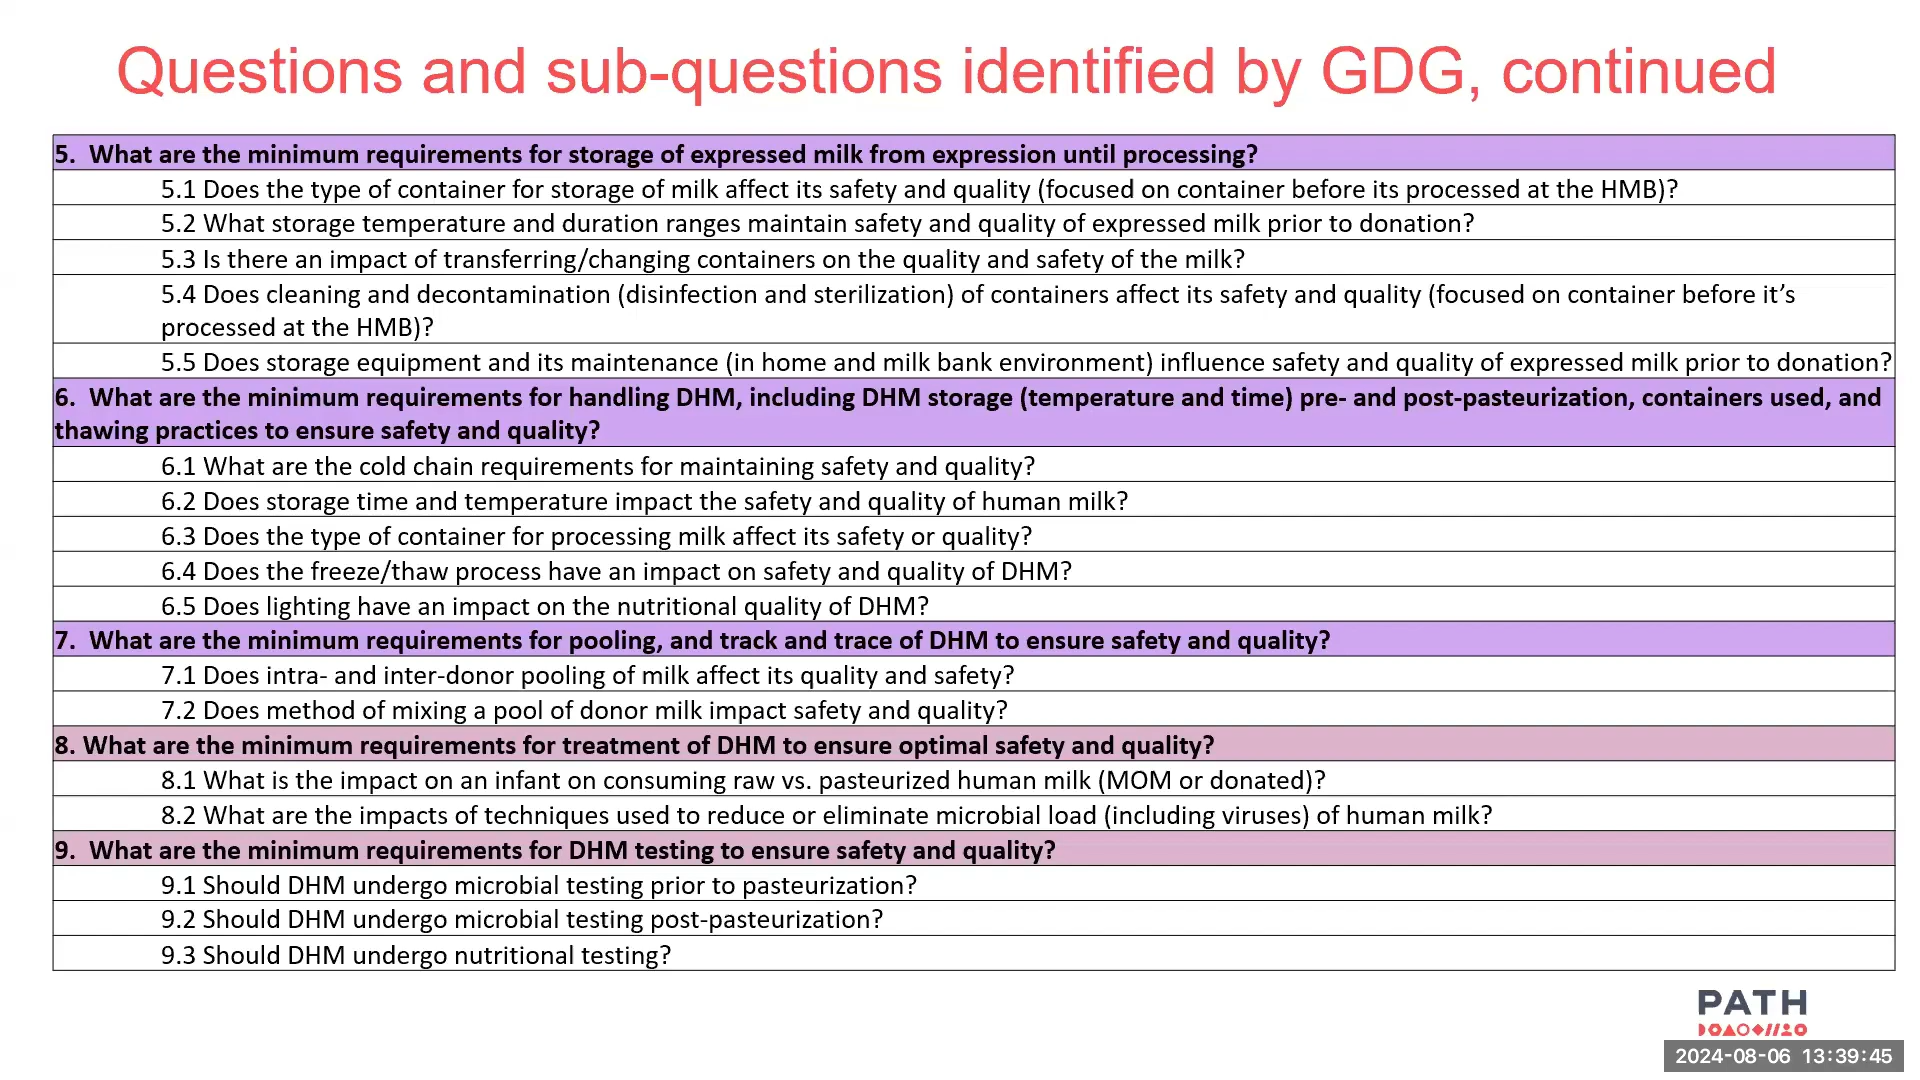 Questions and sub-questions identified by GDG, continued
5. What are the minimum requirements for storage of expressed milk from expression until processing?
5.1 Does the type of container for storage of milk affect its safety and quality (focused on container before its processed at the HMB)?
5.2 What storage temperature and duration ranges maintain safety and quality of expressed milk prior to donation?
5.3 Is there an impact of transferring/changing containers on the quality and safety of the milk?
5.4 Does cleaning and decontamination (disinfection and sterilization) of containers affect its safety and quality (focused on container before it’s
processed at the HMB)?
5.5 Does storage equipment and its maintenance (in home and milk bank environment) influence safety and quality of expressed milk prior to donation?
6. What are the minimum requirements for handling DHM, including DHM storage (temperature and time) pre- and post-pasteurization, containers used, and
thawing practices to ensure safety and quality?
6.1 What are the cold chain requirements for maintaining safety and quality?
6.2 Does storage time and temperature impact the safety and quality of human milk?
6.3 Does the type of container for processing milk affect its safety or quality?
6.4 Does the freeze/thaw process have an impact on safety and quality of DHM?
6.5 Does lighting have an impact on the nutritional quality of DHM?
7. What are the minimum requirements for pooling, and track and trace of DHM to ensure safety and quality?
7.1 Does intra- and inter-donor pooling of milk affect its quality and safety?
7.2 Does method of mixing a pool of donor milk impact safety and quality?
8. What are the minimum requirements for treatment of DHM to ensure optimal safety and quality?
8.1 What is the impact on an infant on consuming raw vs. pasteurized human milk (MOM or donated)?
8.2 What are the impacts of techniques used to reduce or eliminate microbial load (including viruses) of human milk?
9. What are the minimum requirements for DHM testing to ensure safety and quality?
9.1 Should DHM undergo microbial testing prior to pasteurization?
9.2 Should DHM undergo microbial testing post-pasteurization?
9.3 Should DHM undergo nutritional testing?
PATH
2024-08-06 13:39:45